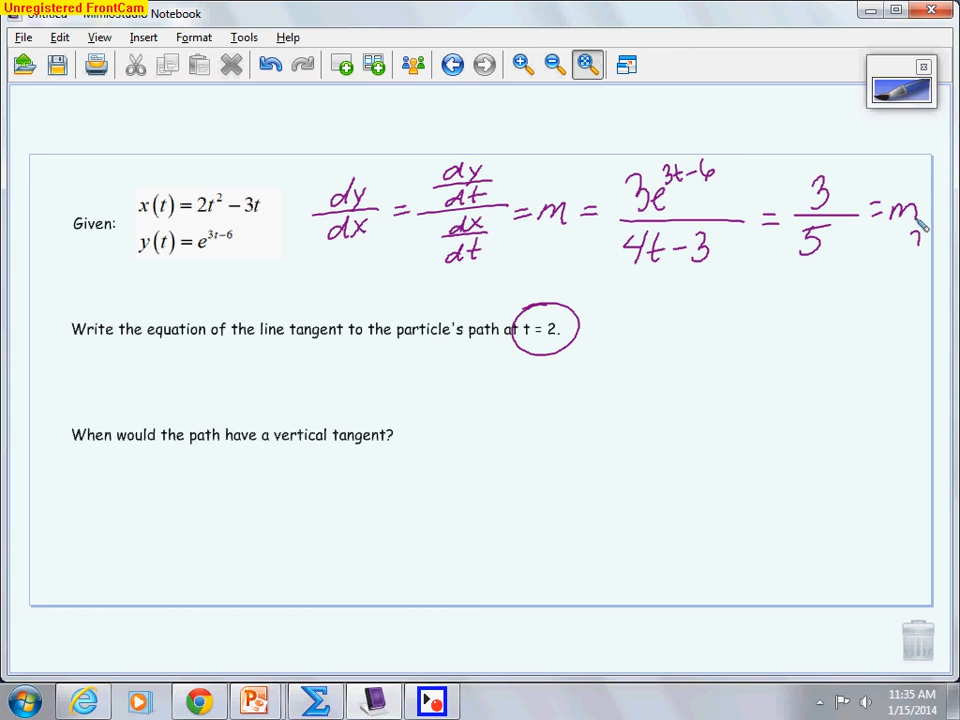 Unregistered FrontCam
Untitled - MimioStudio Notebook
File Edit View Insert Format Tools Help
Given:
x(t) = 2t² − 3t
y(t) = e^{3t−6}
dy/dx = (dy/dt)/(dx/dt) = m = 3e^{3t−6}/(4t−3) = 3/5 = m
Write the equation of the line tangent to the particle's path at t = 2.
When would the path have a vertical tangent?
11:35 AM
1/15/2014